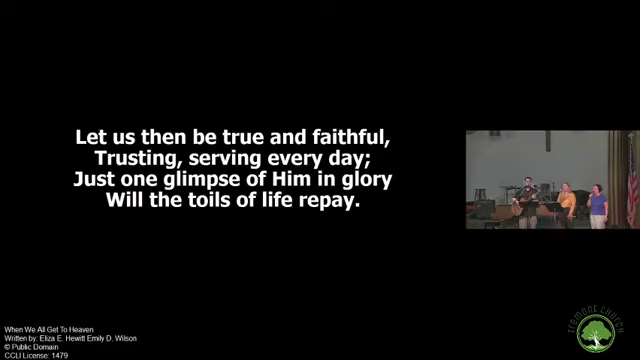 Let us then be true and faithful,
Trusting, serving every day;
Just one glimpse of Him in glory
Will the toils of life repay.
When We All Get To Heaven
Written by: Eliza E. Hewitt Emily D. Wilson
© Public Domain
CCLI License: 1479
TREMONT CHURCH